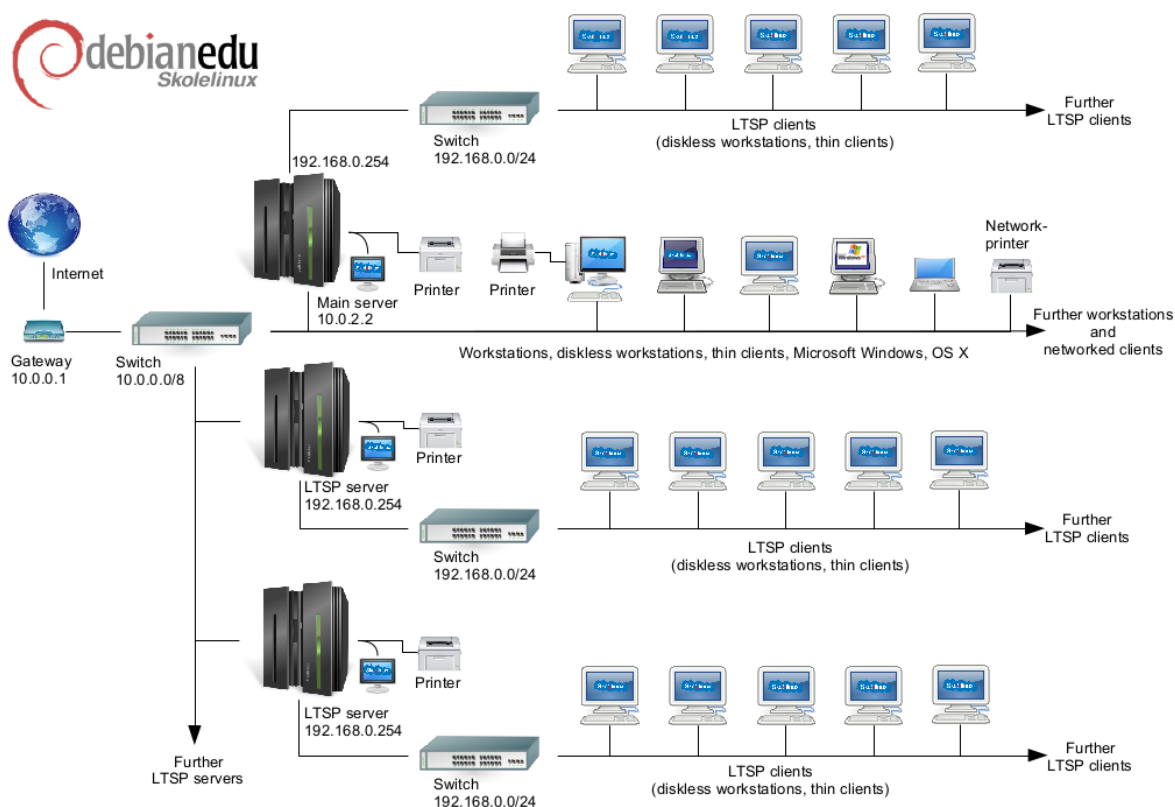 debianedu
Skolelinux
Switch
192.168.0.0/24
LTSP clients
(diskless workstations, thin clients)
Further
LTSP clients
192.168.0.254
Internet
Main server
10.0.2.2
Printer
Printer
Network-
printer
Gateway
10.0.0.1
Switch
10.0.0.0/8
Workstations, diskless workstations, thin clients, Microsoft Windows, OS X
Further workstations
and
networked clients
LTSP server
192.168.0.254
Printer
Switch
192.168.0.0/24
LTSP clients
(diskless workstations, thin clients)
Further
LTSP clients
LTSP server
192.168.0.254
Printer
Switch
192.168.0.0/24
LTSP clients
(diskless workstations, thin clients)
Further
LTSP clients
Further
LTSP servers